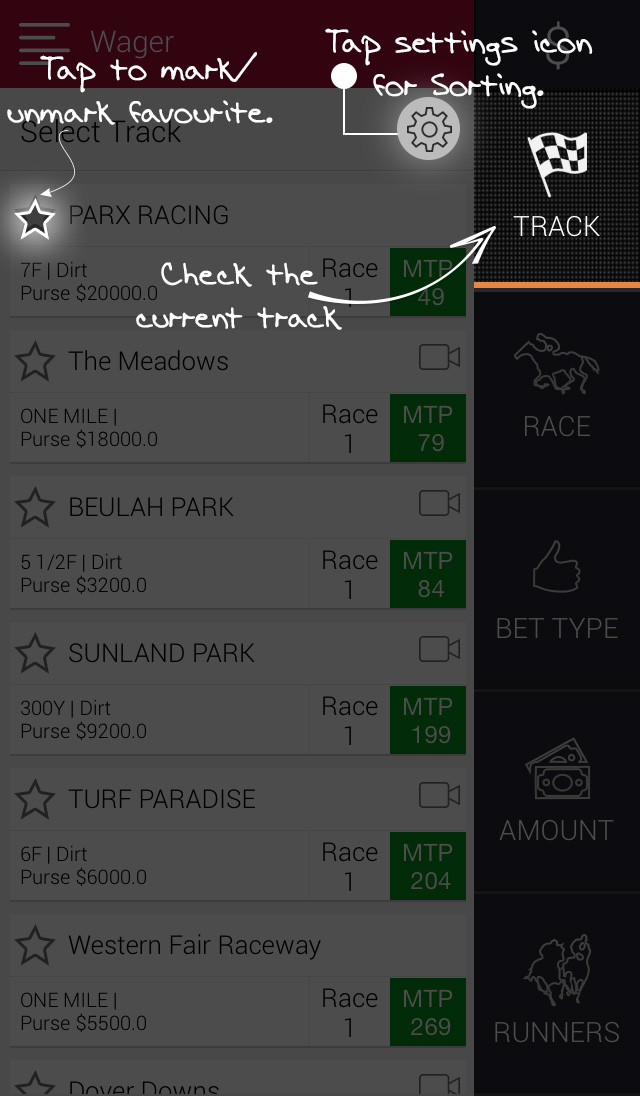 Wager
Tap to mark/
unmark favourite.
Tap settings icon
for Sorting.
Select Track
PARX RACING
7F | Dirt
Purse $20000.0
Race
1
MTP
49
Check the
current track
The Meadows
ONE MILE |
Purse $18000.0
Race
1
MTP
79
BEULAH PARK
5 1/2F | Dirt
Purse $3200.0
Race
1
MTP
84
SUNLAND PARK
300Y | Dirt
Purse $9200.0
Race
1
MTP
199
TURF PARADISE
6F | Dirt
Purse $6000.0
Race
1
MTP
204
Western Fair Raceway
ONE MILE |
Purse $5500.0
Race
1
MTP
269
Dover Downs
$
TRACK
RACE
BET TYPE
AMOUNT
RUNNERS